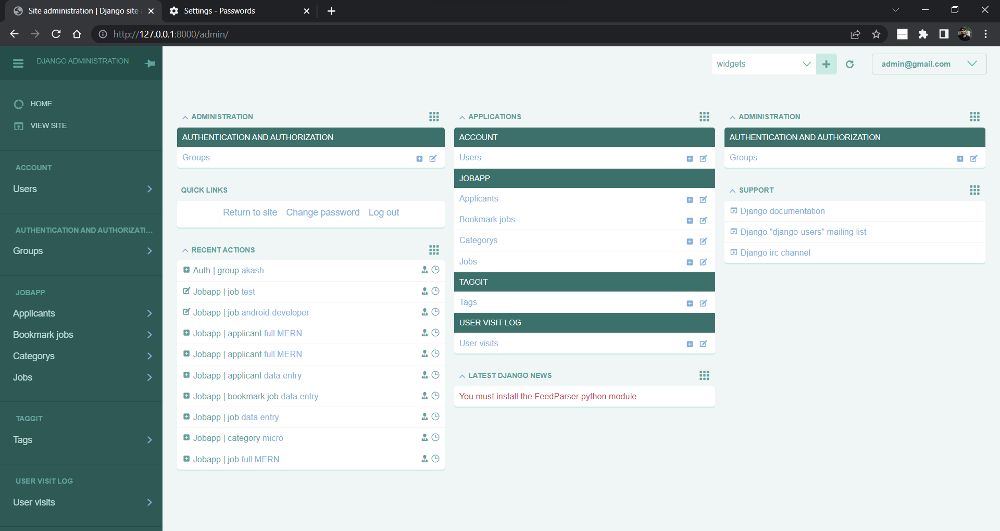 Site administration | Django site a
Settings - Passwords
http://127.0.0.1:8000/admin/
DJANGO ADMINISTRATION
HOME
VIEW SITE
ACCOUNT
Users
AUTHENTICATION AND AUTHORIZATI...
Groups
JOBAPP
Applicants
Bookmark jobs
Categorys
Jobs
TAGGIT
Tags
USER VISIT LOG
User visits
widgets
admin@gmail.com
ADMINISTRATION
AUTHENTICATION AND AUTHORIZATION
Groups
QUICK LINKS
Return to site Change password Log out
RECENT ACTIONS
Auth | group akash
Jobapp | job test
Jobapp | job android developer
Jobapp | applicant full MERN
Jobapp | applicant full MERN
Jobapp | applicant data entry
Jobapp | bookmark job data entry
Jobapp | job data entry
Jobapp | category micro
Jobapp | job full MERN
APPLICATIONS
ACCOUNT
Users
JOBAPP
Applicants
Bookmark jobs
Categorys
Jobs
TAGGIT
Tags
USER VISIT LOG
User visits
LATEST DJANGO NEWS
You must install the FeedParser python module
ADMINISTRATION
AUTHENTICATION AND AUTHORIZATION
Groups
SUPPORT
Django documentation
Django "django-users" mailing list
Django irc channel